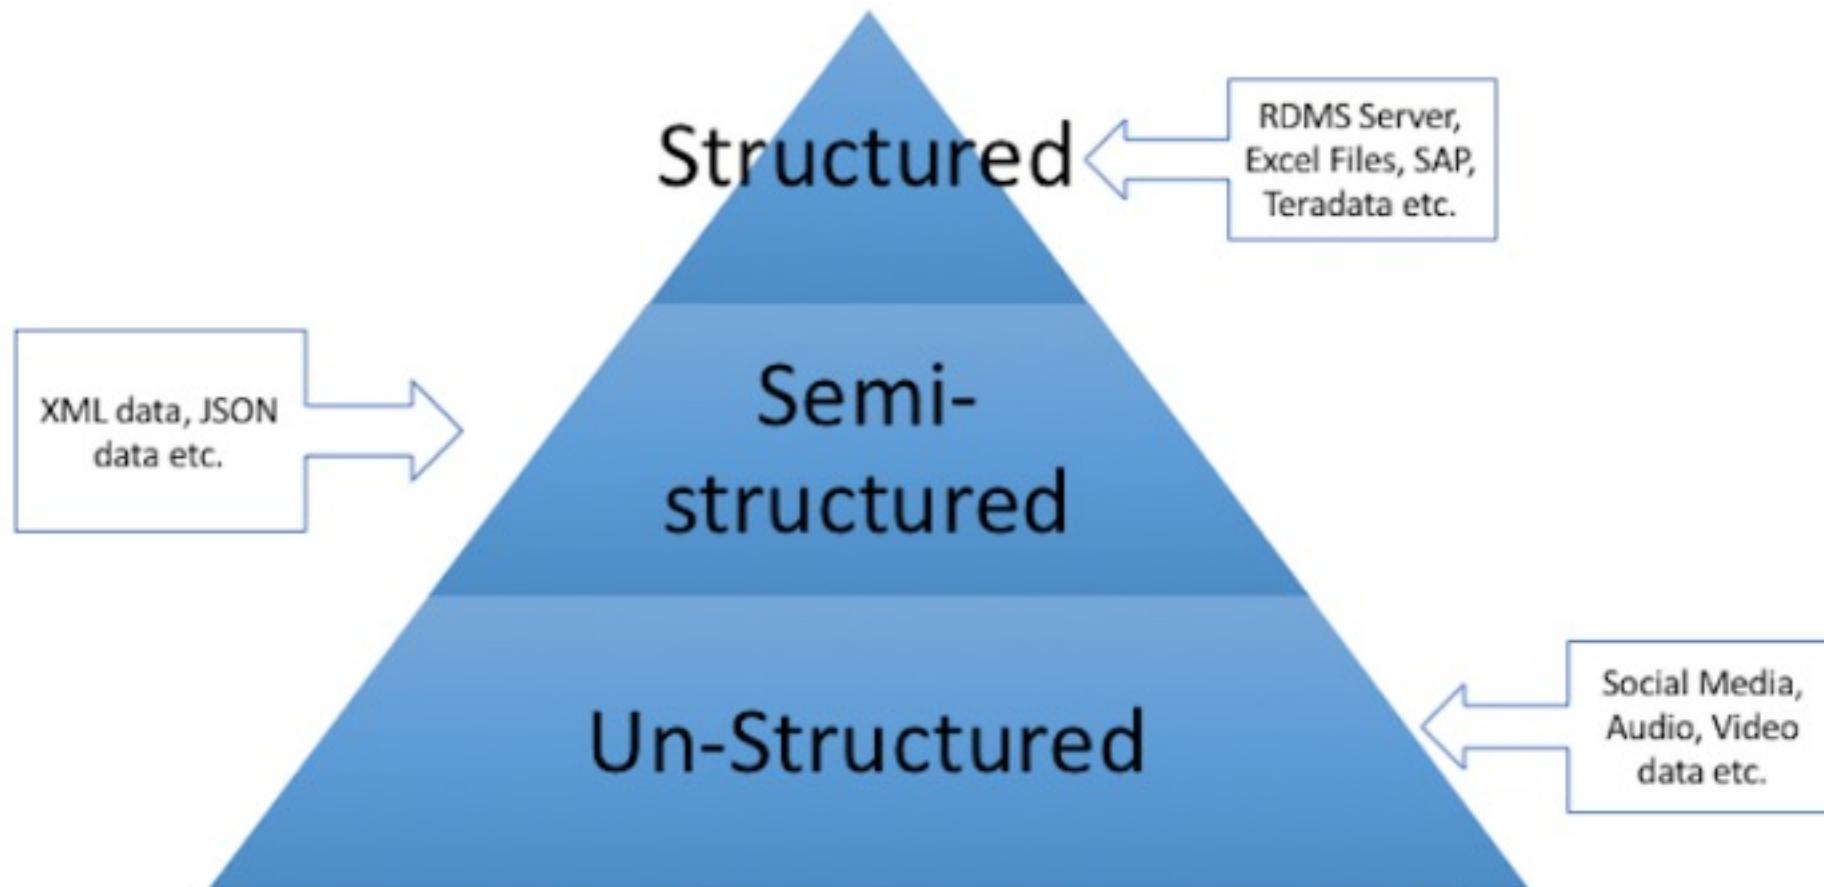 Structured
RDMS Server,
Excel Files, SAP,
Teradata etc.
XML data, JSON
data etc.
Semi-
structured
Un-Structured
Social Media,
Audio, Video
data etc.